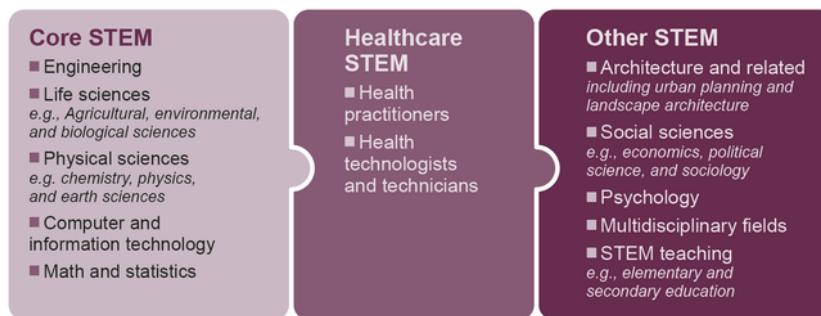 Core STEM
Engineering
Life sciences
e.g., Agricultural, environmental,
and biological sciences
Physical sciences
e.g. chemistry, physics,
and earth sciences
Computer and
information technology
Math and statistics
Healthcare
STEM
Health
practitioners
Health
technologists
and technicians
Other STEM
Architecture and related
including urban planning and
landscape architecture
Social sciences
e.g., economics, political
science, and sociology
Psychology
Multidisciplinary fields
STEM teaching
e.g., elementary and
secondary education